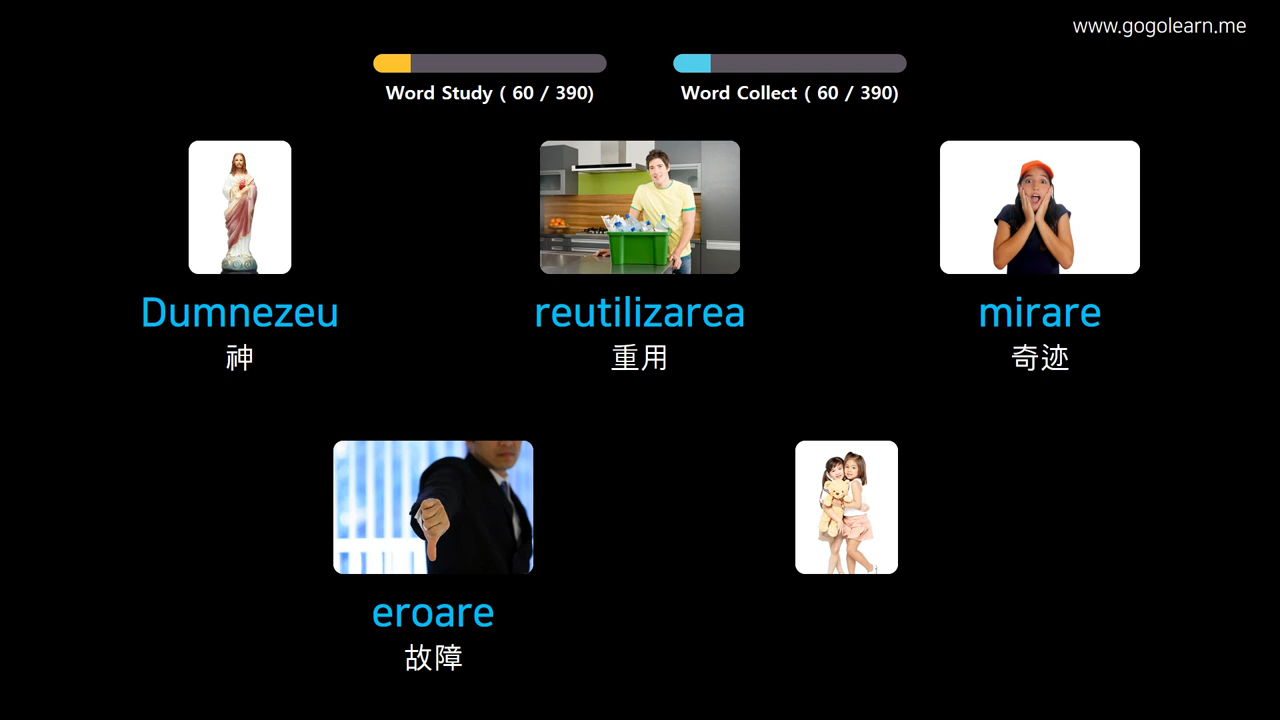 www.gogolearn.me
Word Study ( 60 / 390)
Word Collect ( 60 / 390)
Dumnezeu
神
reutilizarea
重用
mirare
奇迹
eroare
故障